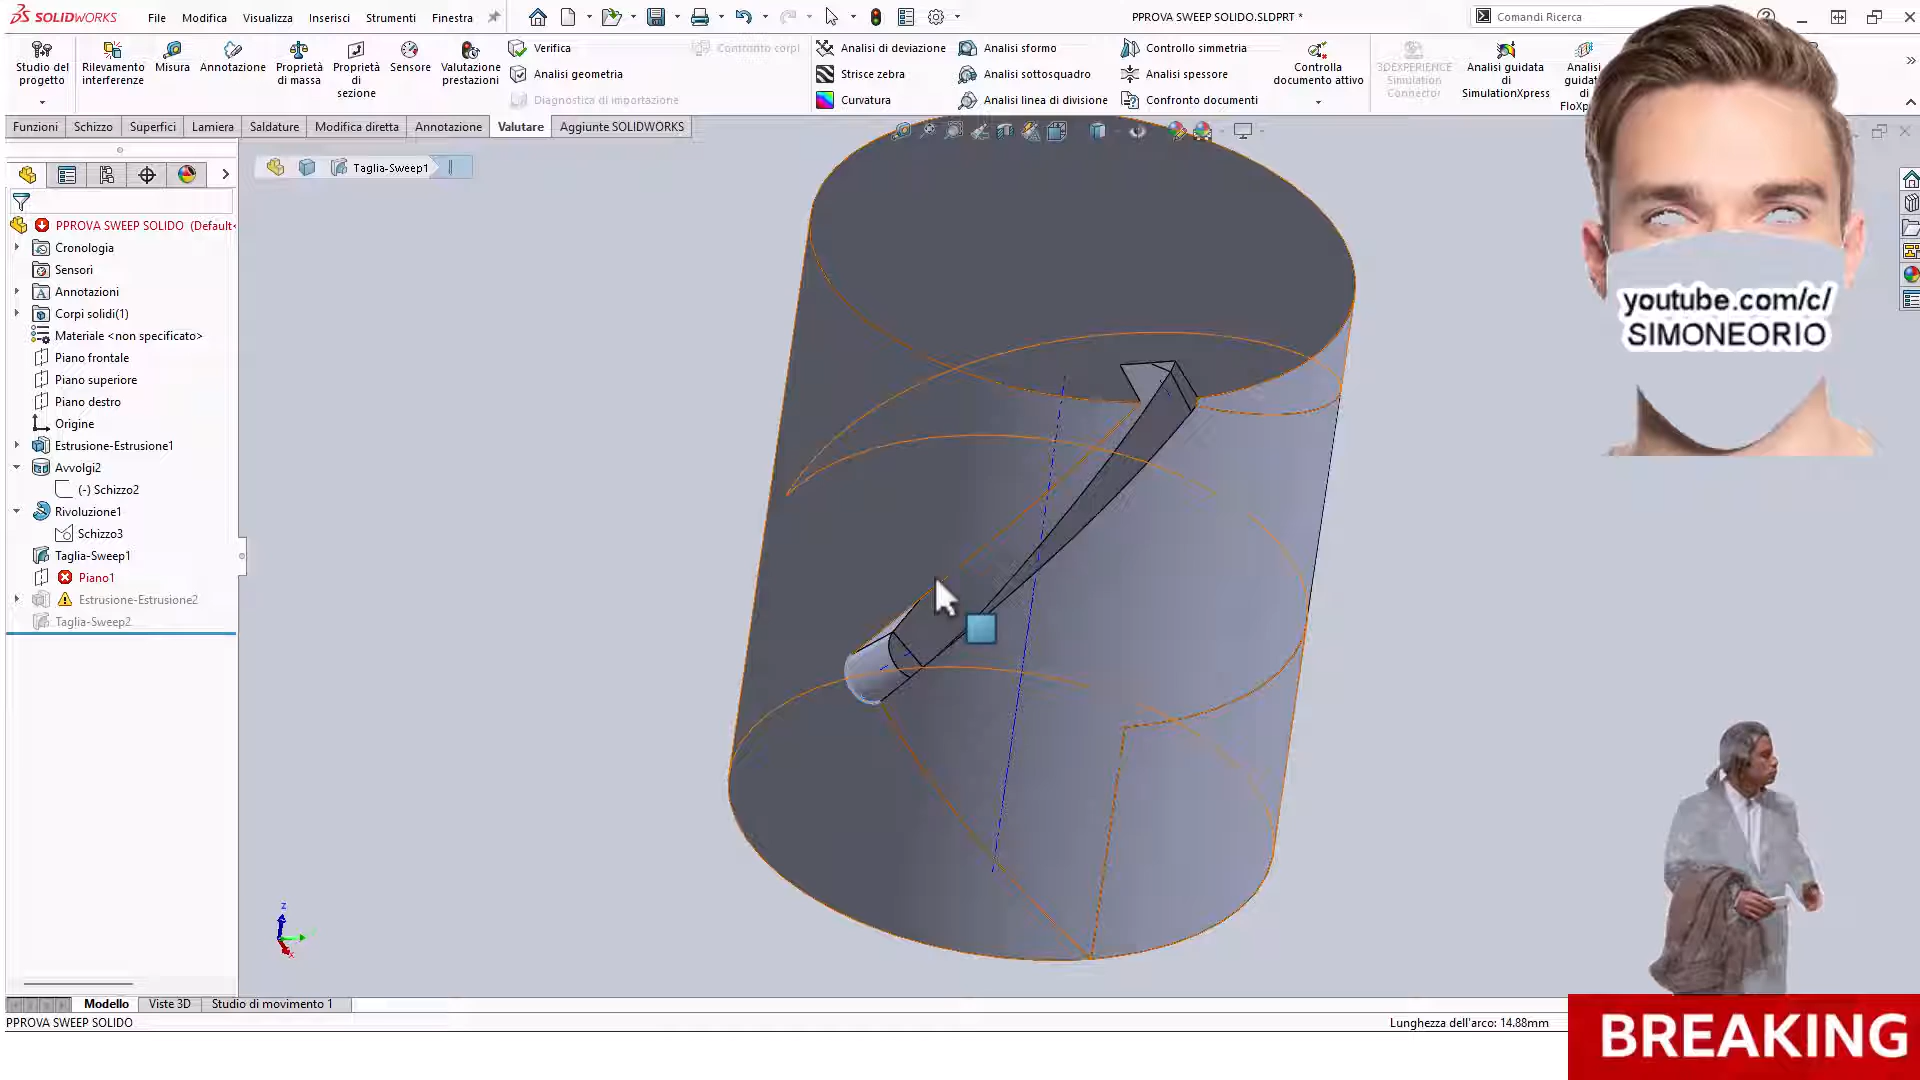 SOLIDWORKS
File Modifica Visualizza Inserisci Strumenti Finestra
PPROVA SWEEP SOLIDO.SLDPRT *
Comandi Ricerca
Studio del progetto
Rilevamento interferenze
Misura
Annotazione
Proprietà di massa
Proprietà di sezione
Sensore
Valutazione prestazioni
Verifica
Analisi geometria
Diagnostica di importazione
Confronto corpi
Analisi di deviazione
Strisce zebra
Curvatura
Analisi sformo
Analisi sottosquadro
Analisi linea di divisione
Controllo simmetria
Analisi spessore
Confronto documenti
Controlla documento attivo
3DEXPERIENCE Simulation Connector
Analisi guidata di SimulationXpress
Analisi guidata di
Funzioni Schizzo Superfici Lamiera Saldature Modifica diretta Annotazione Valutare Aggiunte SOLIDWORKS
Taglia-Sweep1
PPROVA SWEEP SOLIDO (Default<
Cronologia
Sensori
Annotazioni
Corpi solidi(1)
Materiale <non specificato>
Piano frontale
Piano superiore
Piano destro
Origine
Estrusione-Estrusione1
Avvolgi2
(-) Schizzo2
Rivoluzione1
Schizzo3
Taglia-Sweep1
Piano1
Estrusione-Estrusione2
Taglia-Sweep2
youtube.com/c/
SIMONEORIO
z
x
Modello Viste 3D Studio di movimento 1
PPROVA SWEEP SOLIDO
Lunghezza dell'arco: 14.88mm
BREAKING